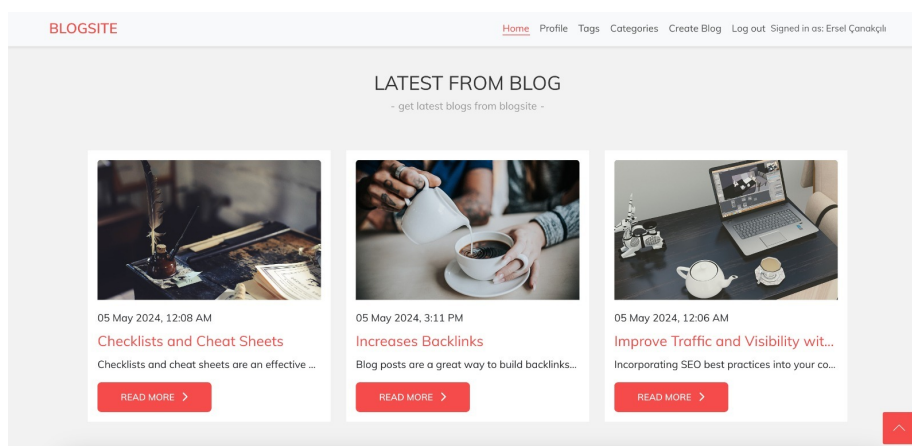 BLOGSITE
Home Profile Tags Categories Create Blog Log out Signed in as: Ersel Çanakçılı
LATEST FROM BLOG
- get latest blogs from blogsite -
05 May 2024, 12:08 AM
Checklists and Cheat Sheets
Checklists and cheat sheets are an effective ...
READ MORE
05 May 2024, 3:11 PM
Increases Backlinks
Blog posts are a great way to build backlinks...
READ MORE
05 May 2024, 12:06 AM
Improve Traffic and Visibility wit...
Incorporating SEO best practices into your co...
READ MORE